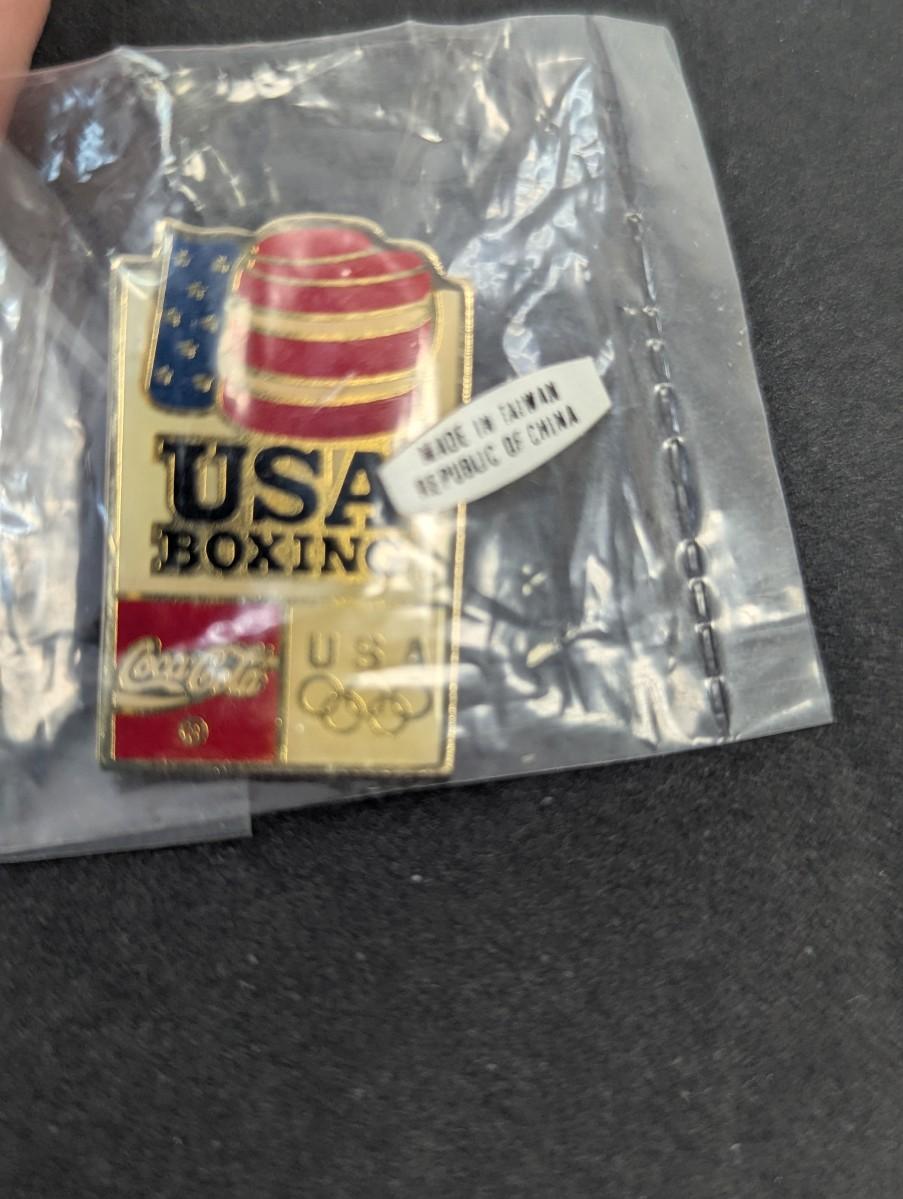 USA
BOXING
MADE IN TAIWAN
REPUBLIC OF CHINA
Coca-Cola
®
USA